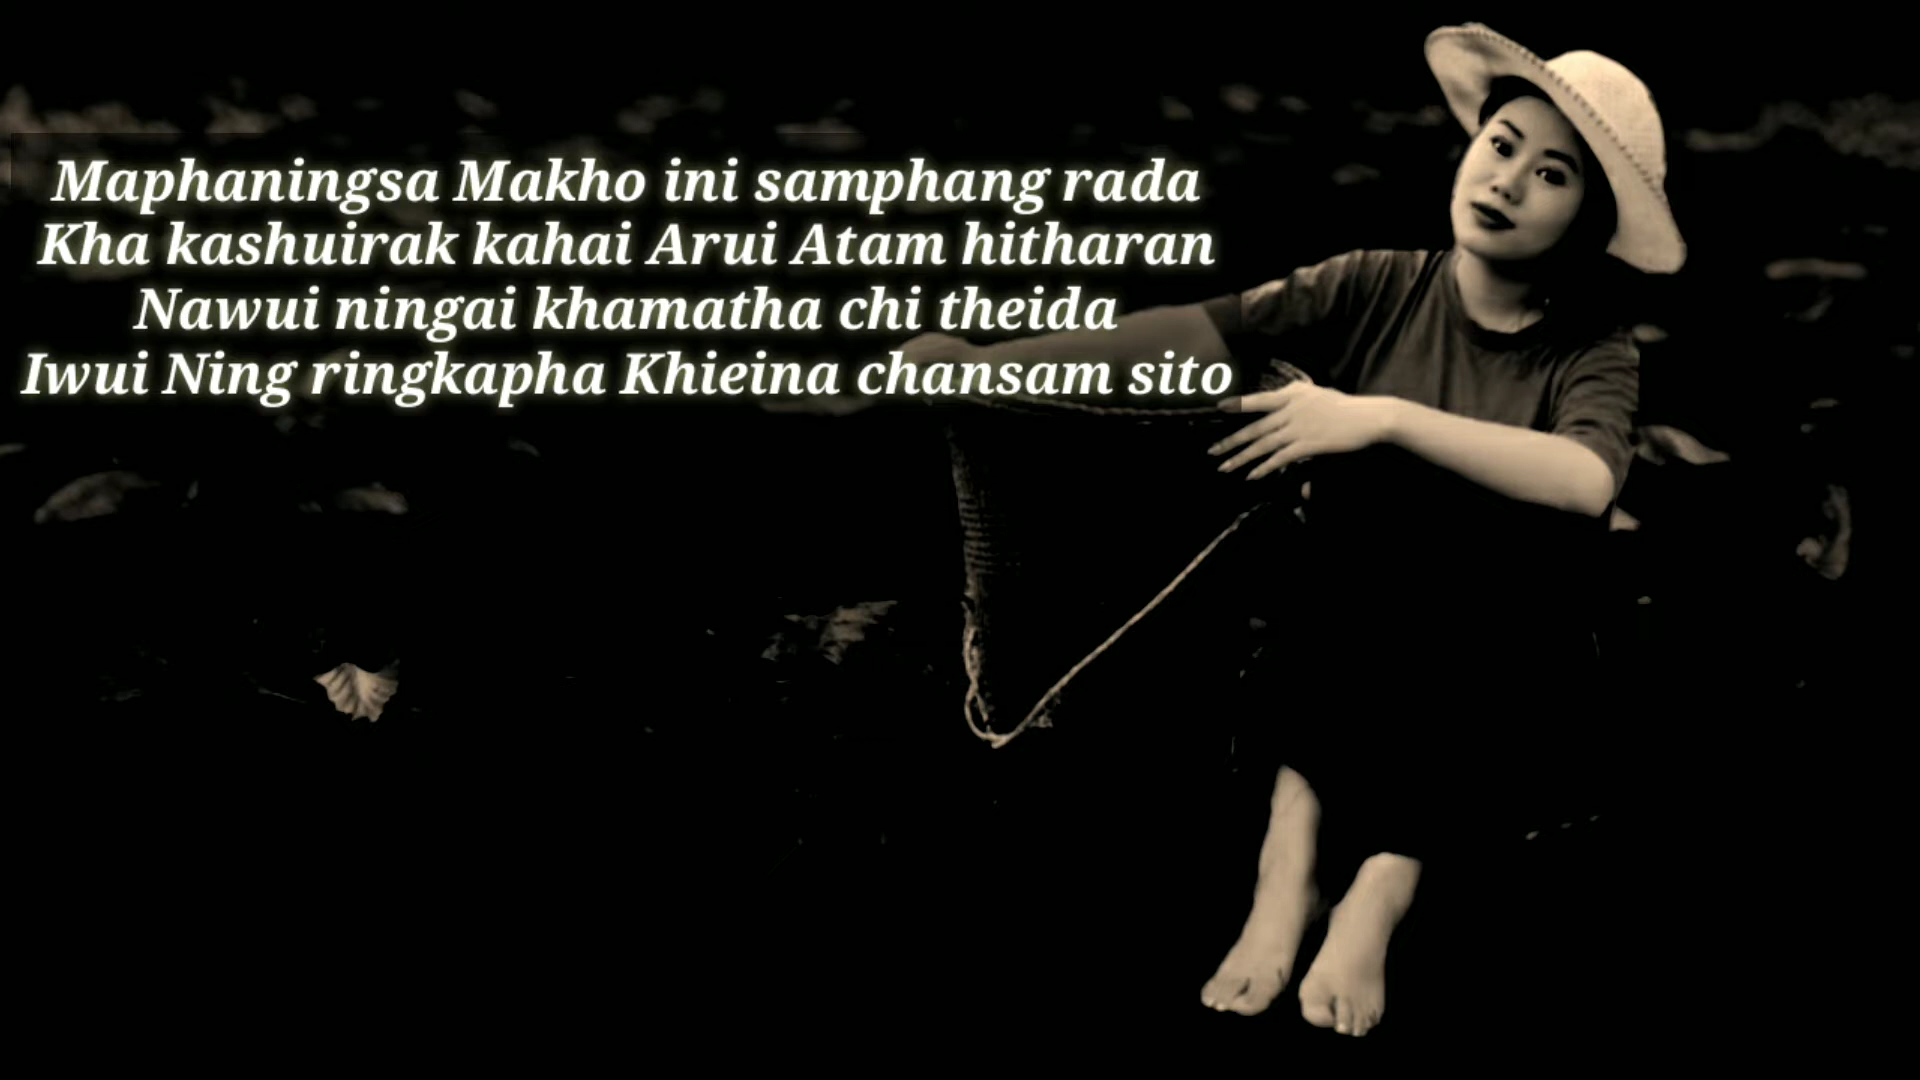 Maphaningsa Makho ini samphang rada
Kha kashuirak kahai Arui Atam hitharan
Nawui ningai khamatha chi theida
Iwui Ning ringkapha Khieina chansam sito